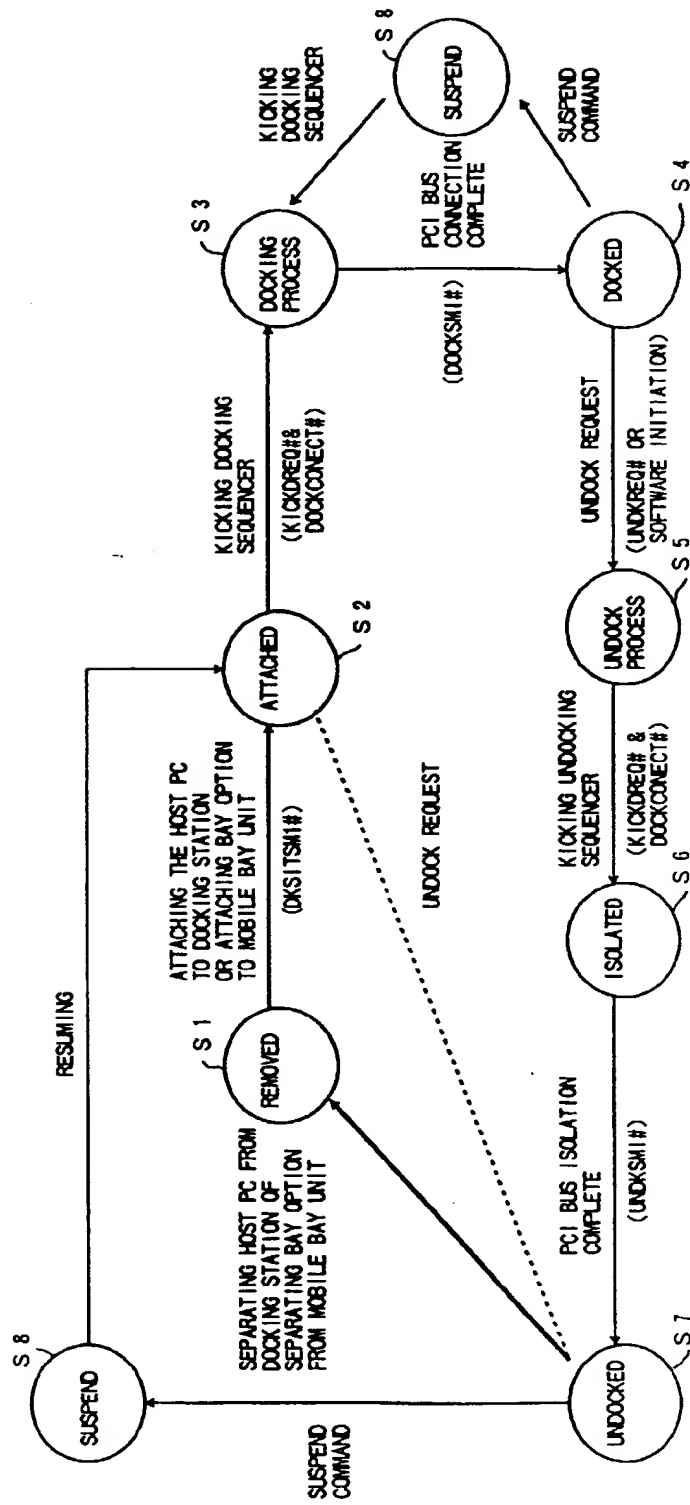 S 8
SUSPEND
RESUMING
SUSPEND
COMMAND
SEPARATING HOST PC FROM
DOCKING STATION OF
SEPARATING BAY OPTION
FROM MOBILE BAY UNIT
S 1
REMOVED
ATTACHING THE HOST PC
TO DOCKING STATION
OR ATTACHING BAY OPTION
TO MOBILE BAY UNIT
(DKSITSMI#)
ATTACHED
S 2
KICKING DOCKING
SEQUENCER
(KICKDREQ#&
DOCKCONECT#)
S 3
DOCKING
PROCESS
KICKING
DOCKING
SEQUENCER
S 8
SUSPEND
PCI BUS
CONNECTION
COMPLETE
(DOCKSMI#)
SUSPEND
COMMAND
DOCKED
S 4
UNDOCK REQUEST
UNDOCK REQUEST
(UNDKREQ# OR
SOFTWARE INITIATION)
UNDOCK
PROCESS
S 5
KICKING UNDOCKING
SEQUENCER
(KICKDREQ# &
DOCKCONECT#)
ISOLATED
S 6
PCI BUS ISOLATION
COMPLETE
(UNDKSMI#)
UNDOCKED
S 7